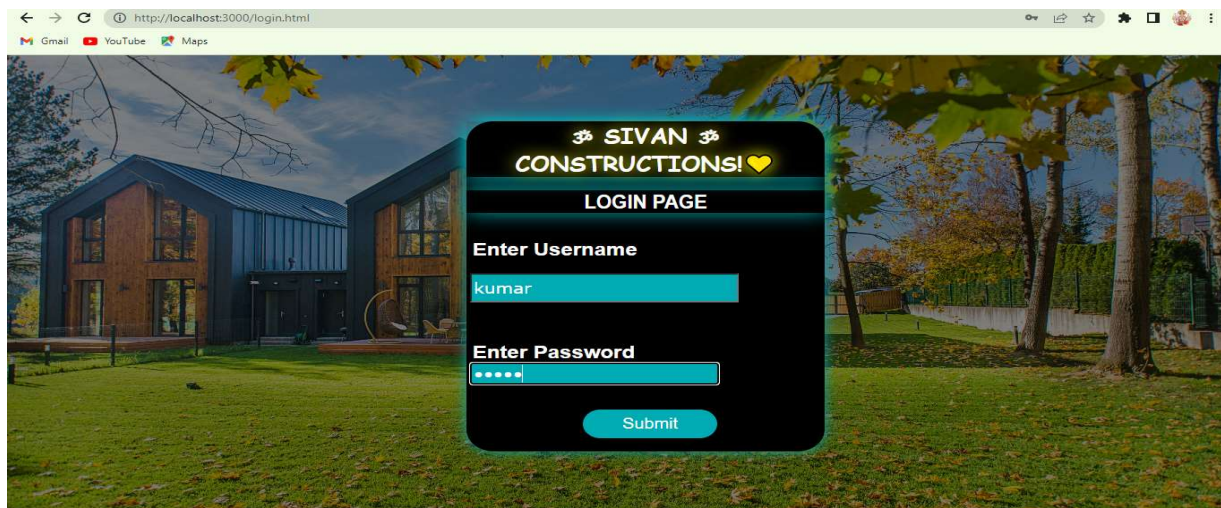 http://localhost:3000/login.html
Gmail YouTube Maps
ॐ SIVAN ॐ
CONSTRUCTIONS!💛
LOGIN PAGE
Enter Username
kumar
Enter Password
•••••
Submit